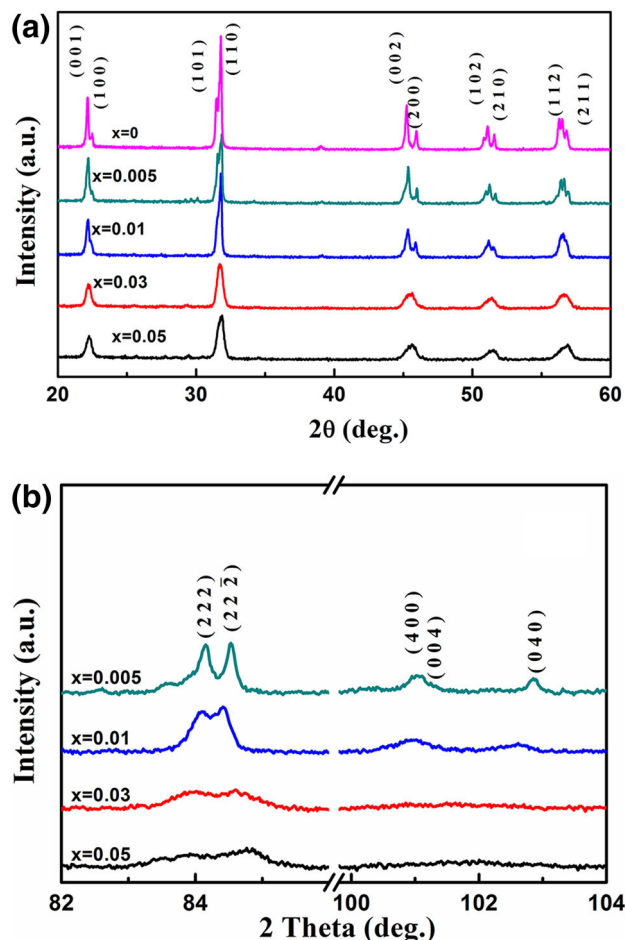 (a)
(001)
(100)
(101)
(110)
(002)
(200)
(102)
(210)
(112)
(211)
x=0
x=0.005
x=0.01
x=0.03
x=0.05
Intensity (a.u.)
20 30 40 50 60
2θ (deg.)
(b)
(222)
(222̅)
(400)
(004)
(040)
x=0.005
x=0.01
x=0.03
x=0.05
Intensity (a.u.)
82 84 100 102 104
2 Theta (deg.)